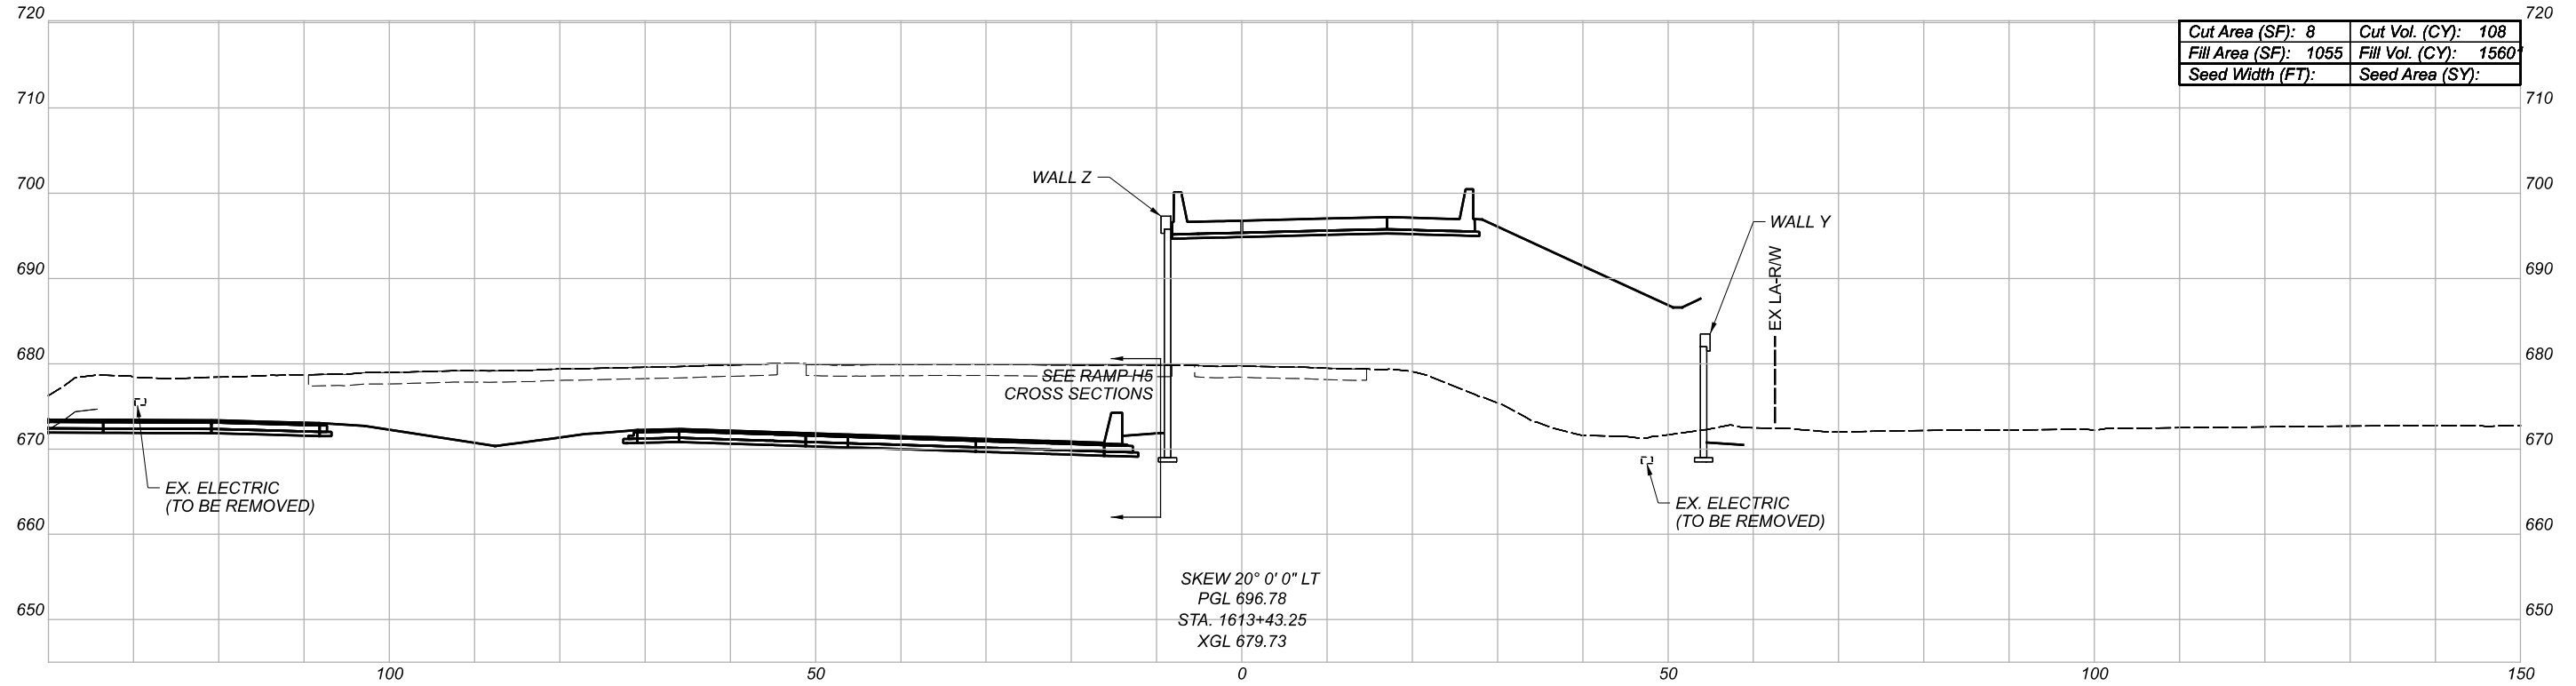 720 720
Cut Area (SF): 8 Cut Vol. (CY): 108
Fill Area (SF): 1055 Fill Vol. (CY): 15601
Seed Width (FT): Seed Area (SY):
710 710
700 700
WALL Z
WALL Y
EX LA-R/W
690 690
680 680
SEE RAMP H5
CROSS SECTIONS
670 670
EX. ELECTRIC
(TO BE REMOVED)
EX. ELECTRIC
(TO BE REMOVED)
660 660
SKEW 20° 0' 0" LT
PGL 696.78
STA. 1613+43.25
XGL 679.73
650 650
100 50 0 50 100 150